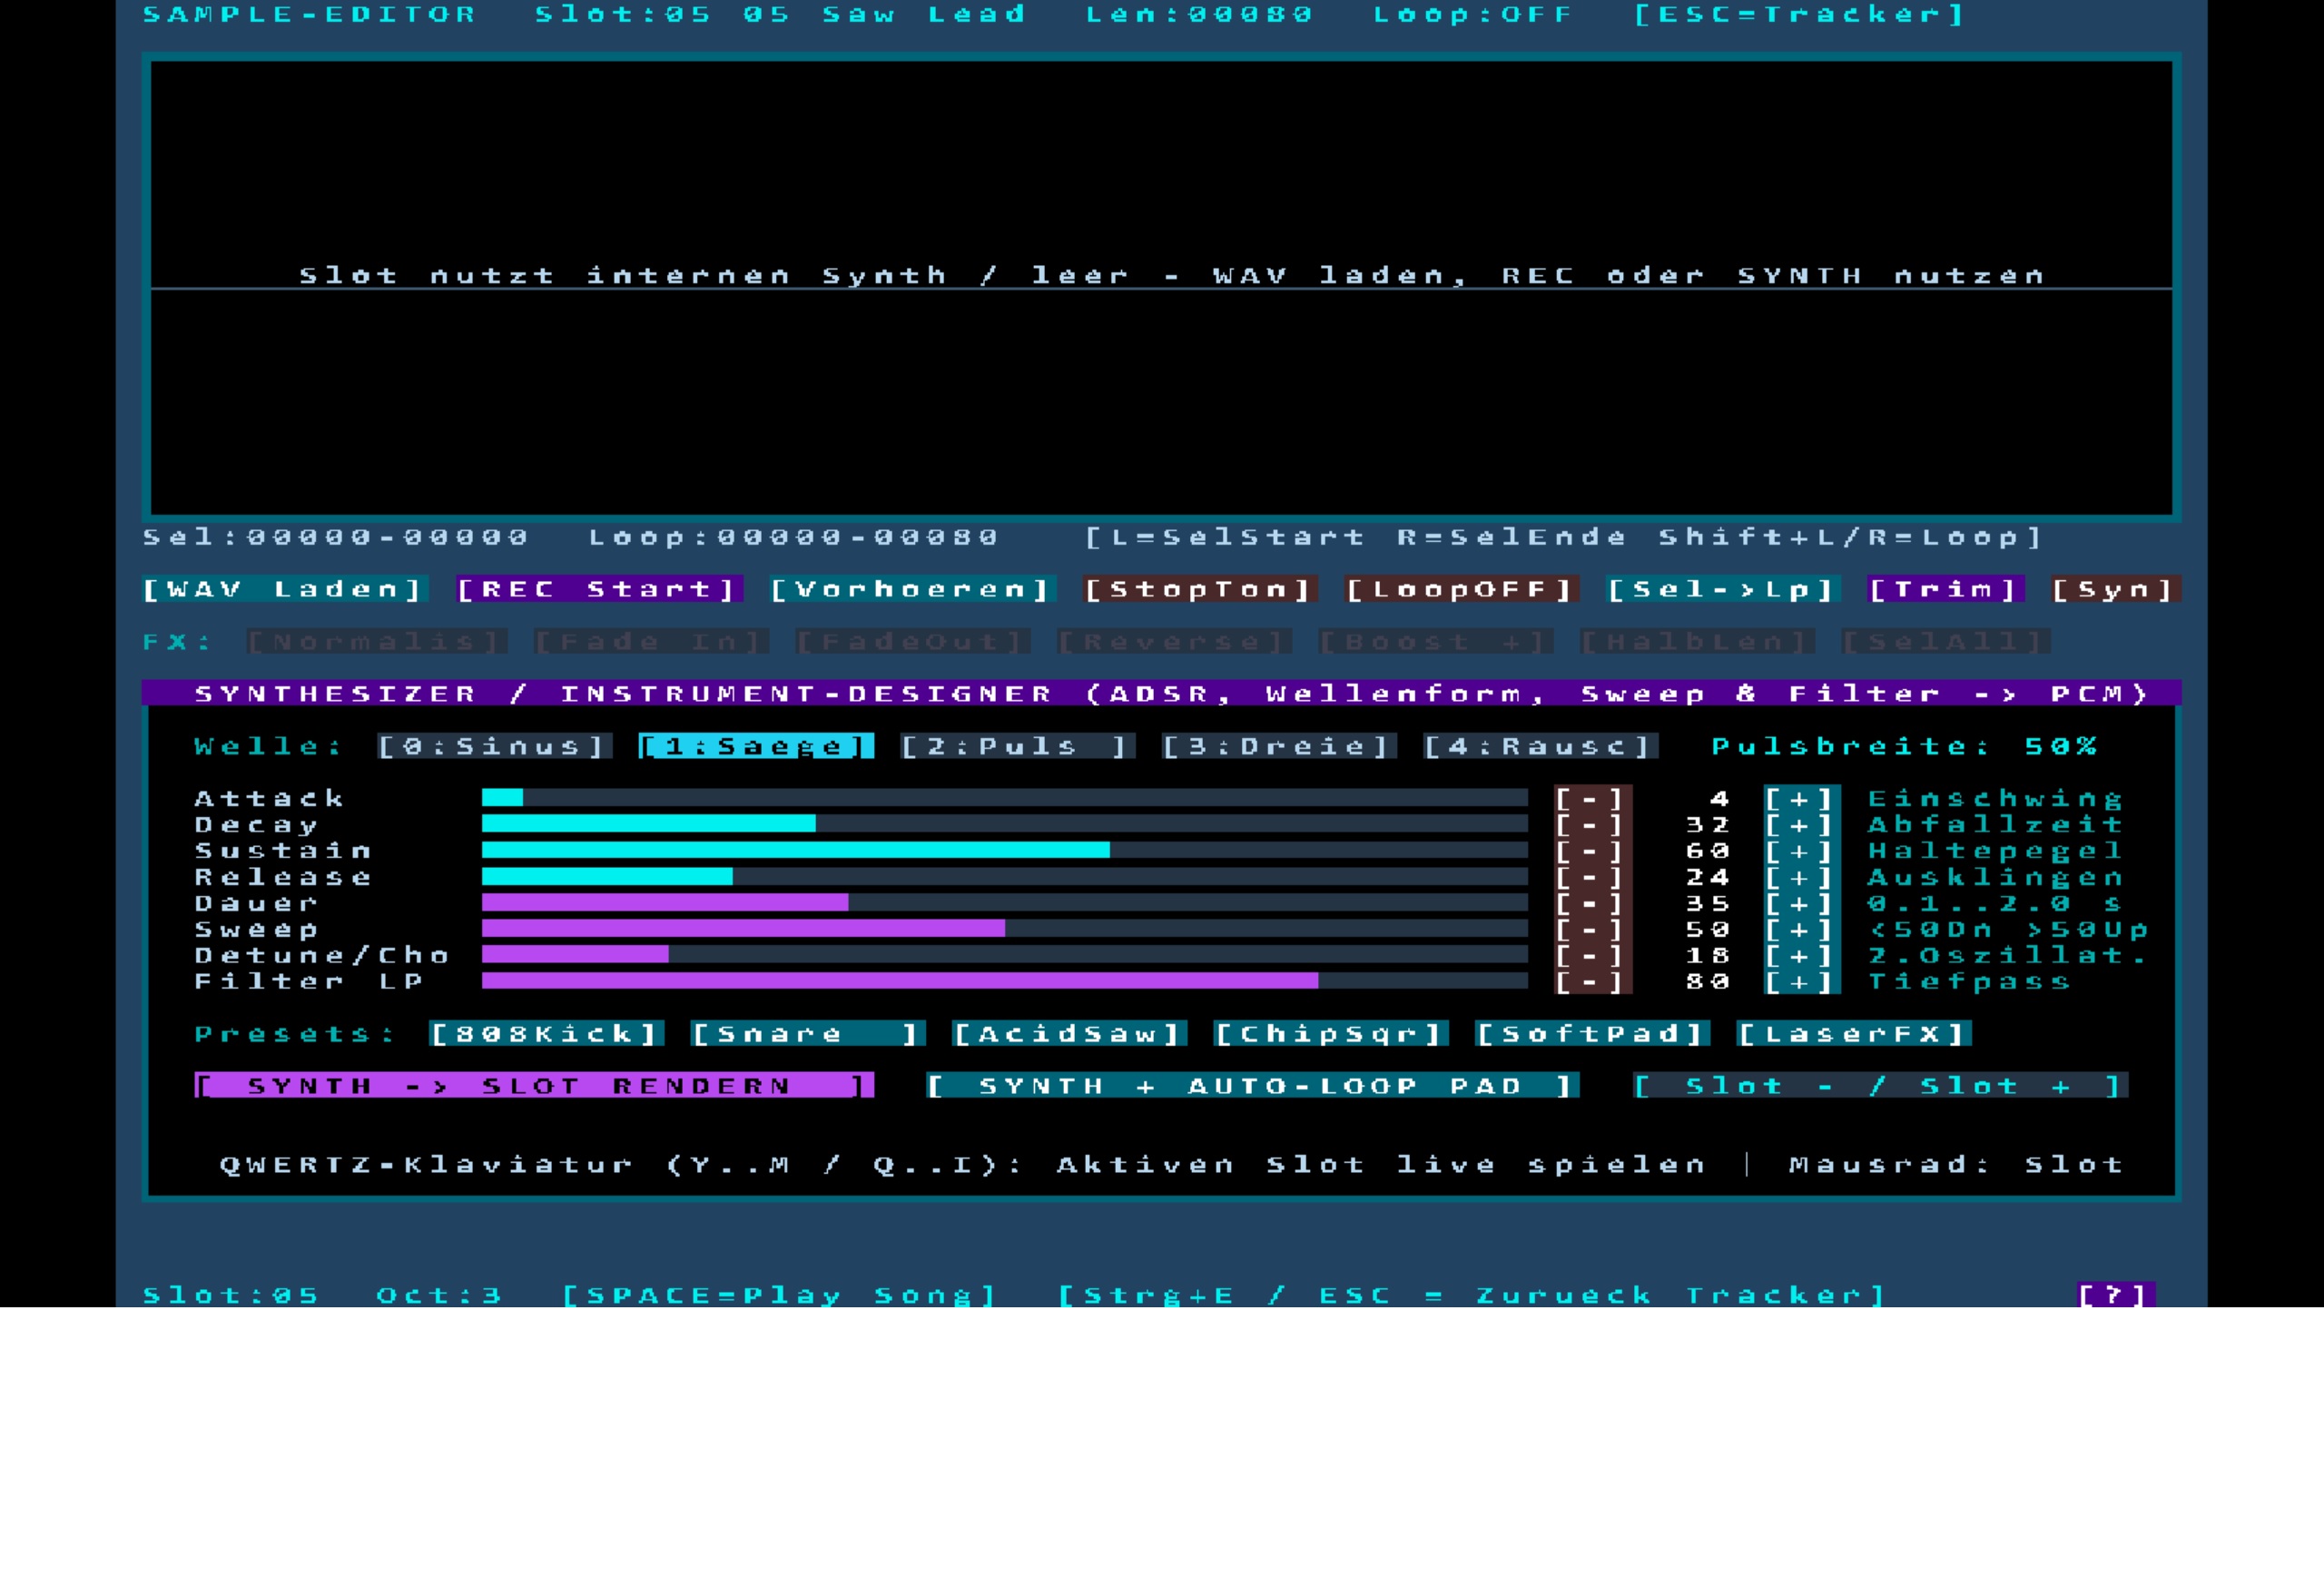 SAMPLE-EDITOR Slot:05 05 Saw Lead Len:00080 Loop:OFF [ESC=Tracker]
Slot nutzt internen Synth / leer - WAV laden, REC oder SYNTH nutzen
Sel:00000-00000 Loop:00000-00080 [L=SelStart R=SelEnde Shift+L/R=Loop]
[WAV Laden] [REC Start] [Vorhoeren] [StopTon] [LoopOFF] [Sel->Lp] [Trim] [Syn]
FX: [Normalis] [Fade In] [FadeOut] [Reverse] [Boost +] [HalbLen] [SelAll]
SYNTHESIZER / INSTRUMENT-DESIGNER (ADSR, Wellenform, Sweep & Filter -> PCM)
Welle: [0:Sinus] [1:Saege] [2:Puls ] [3:Dreie] [4:Rausc] Pulsbreite: 50%
Attack [-] 4 [+] Einschwing
Decay [-] 32 [+] Abfallzeit
Sustain [-] 60 [+] Haltepegel
Release [-] 24 [+] Ausklingen
Dauer [-] 35 [+] 0.1..2.0 s
Sweep [-] 50 [+] <50Dn >50Up
Detune/Cho [-] 18 [+] 2.Oszillat.
Filter LP [-] 80 [+] Tiefpass
Presets: [808Kick] [Snare  ] [AcidSaw] [ChipSqr] [SoftPad] [LaserFX]
[ SYNTH -> SLOT RENDERN  ] [ SYNTH + AUTO-LOOP PAD ] [ Slot - / Slot + ]
QWERTZ-Klaviatur (Y..M / Q..I): Aktiven Slot live spielen | Mausrad: Slot
Slot:05 Oct:3 [SPACE=Play Song] [Strg+E / ESC = Zurueck Tracker] [?]